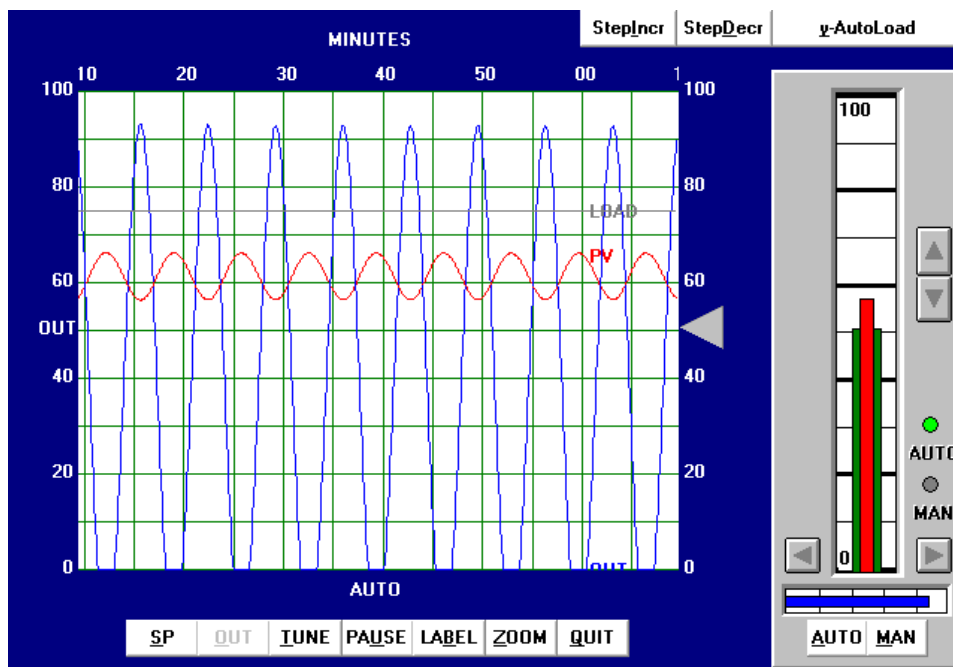 StepIncr StepDecr y-AutoLoad
MINUTES
10 20 30 40 50 00 1
100 100
100
80 80
LOAD
PV
60 60
OUT
40 40
AUTO
20 20
MAN
OUT
0 0
0
AUTO
SP OUT TUNE PAUSE LABEL ZOOM QUIT
AUTO MAN